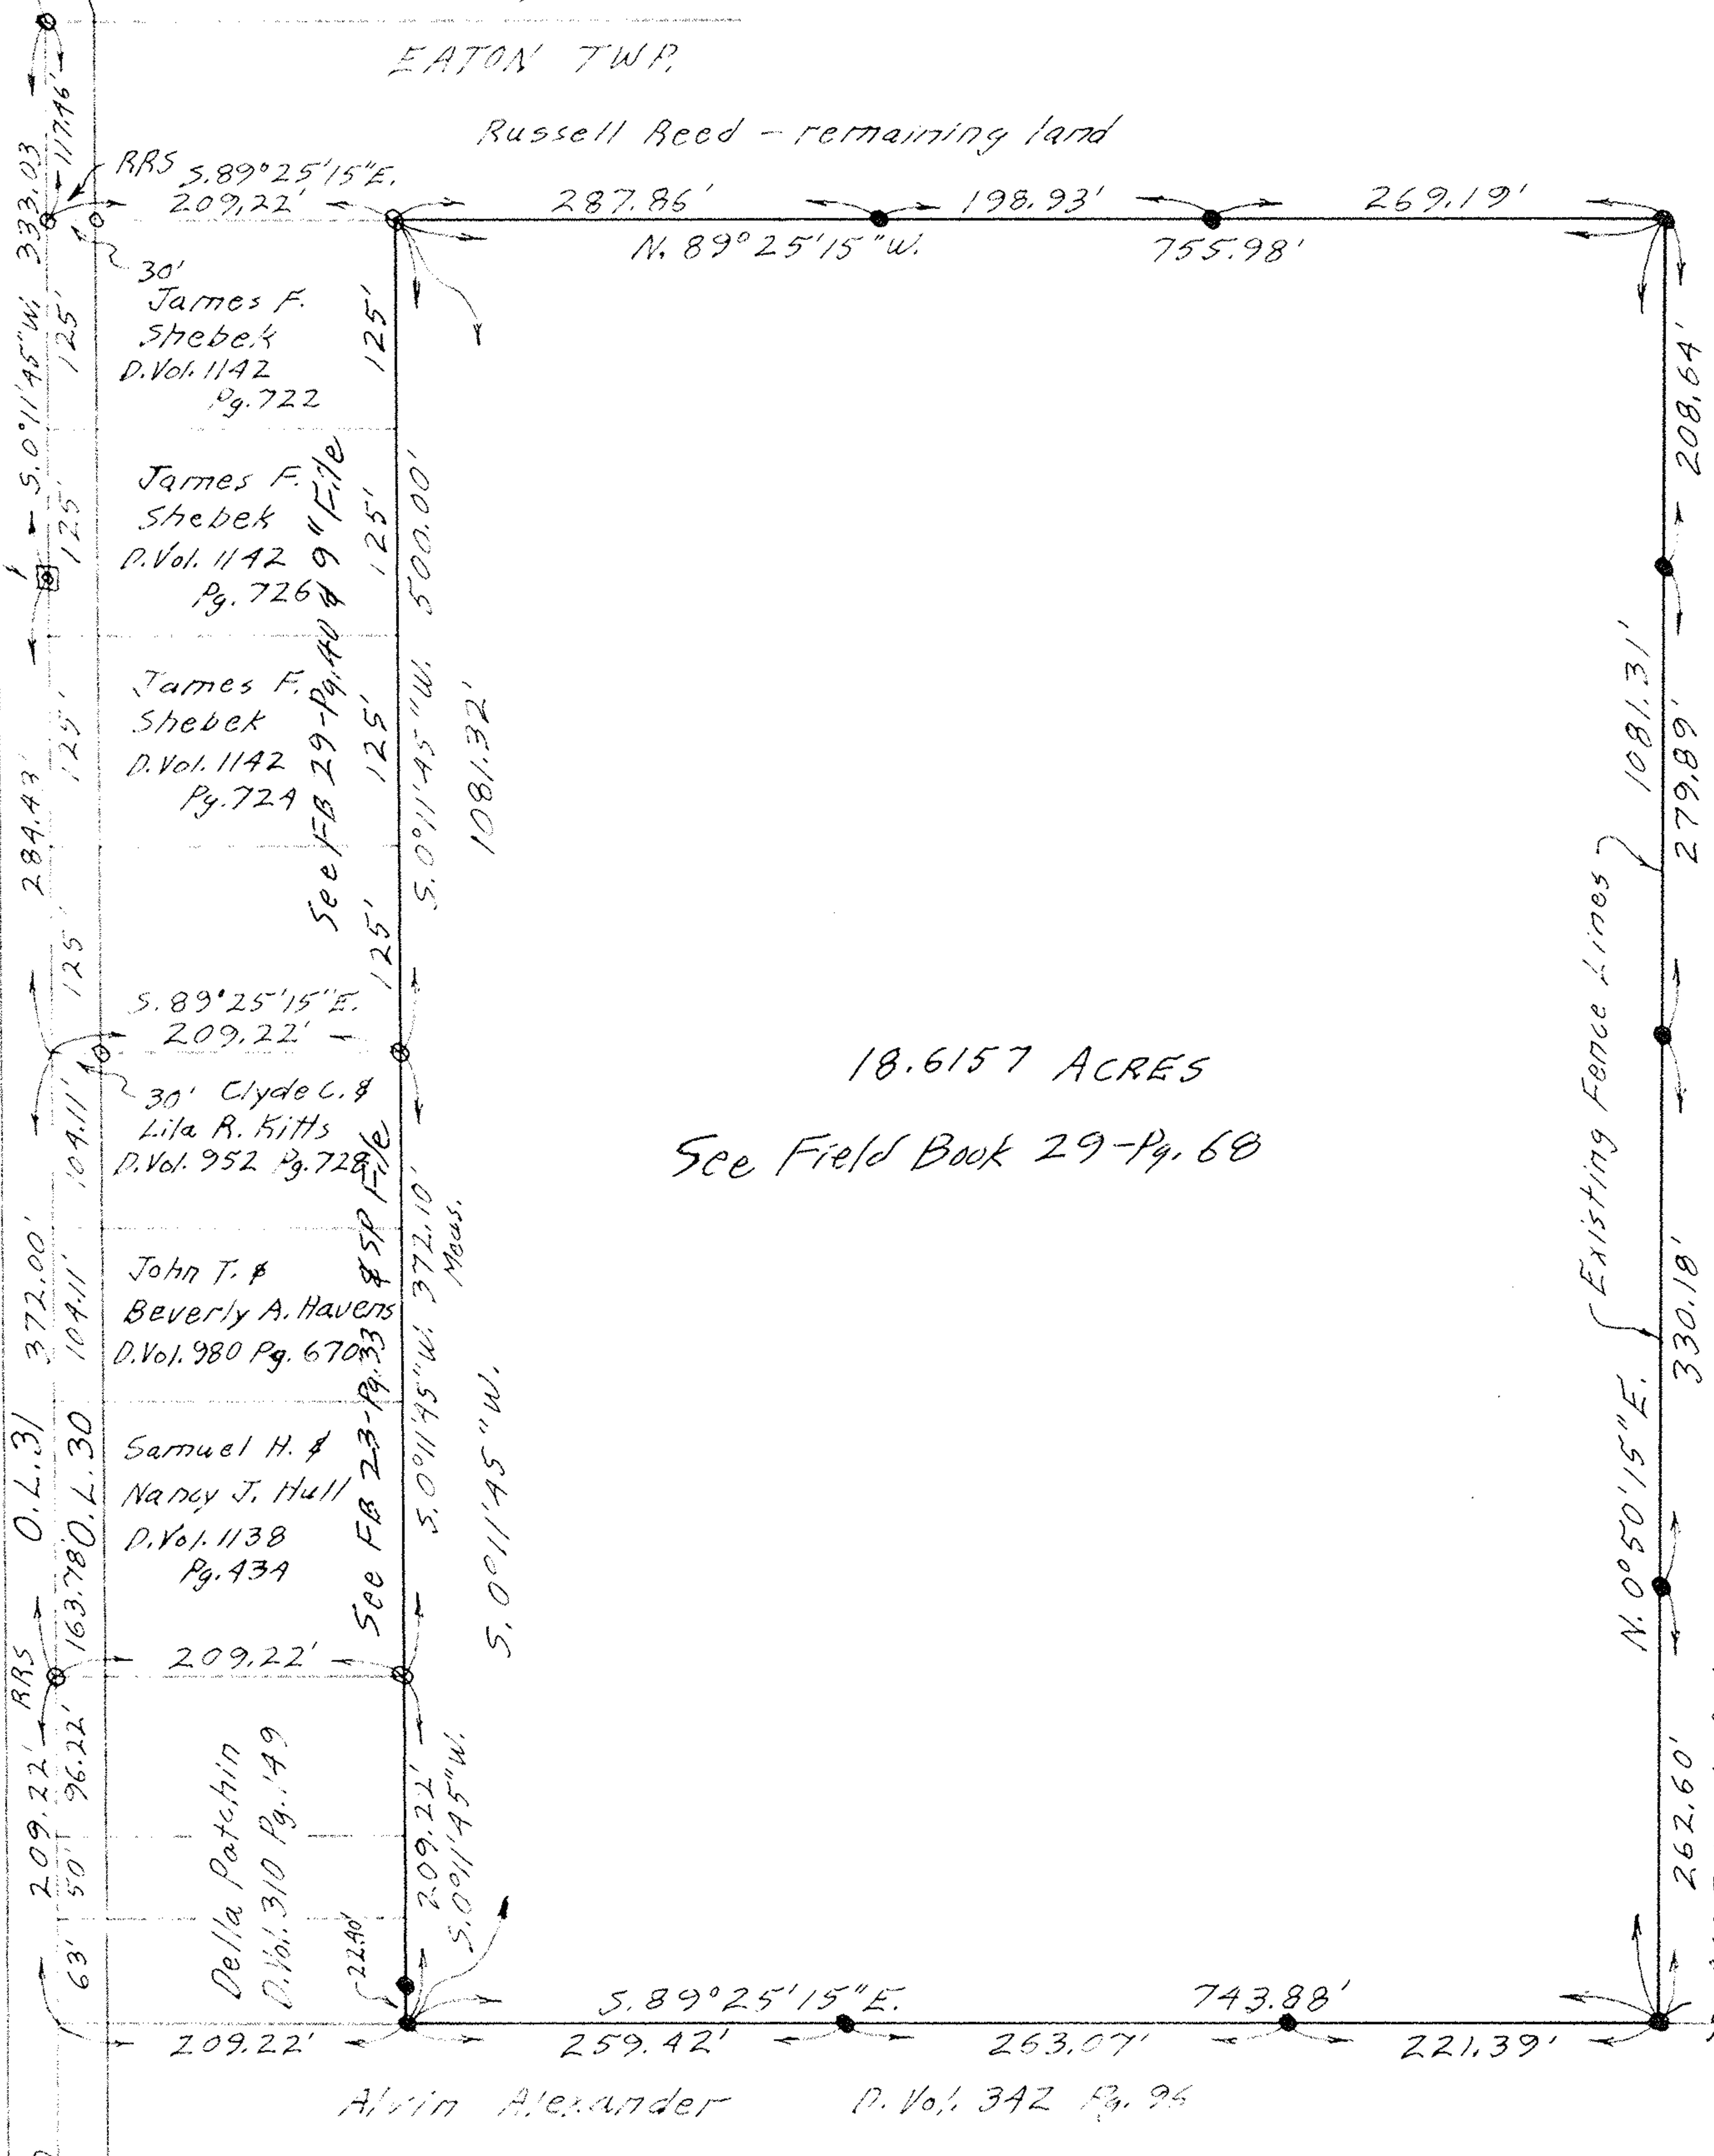 EATON TWP.
Russell Reed - remaining land
117.46'
RRS
S.89°25'15"E.
209.22'
287.86'
198.93'
269.19'
N. 89°25'15"W.
755.98'
30'
S.0°11'45"W. 333.03
125'
125'
125'
125'
James F.
Shebek
D.Vol. 1142
Pg. 722
James F.
Shebek
D.Vol. 1142
Pg. 726
James F.
Shebek
D.Vol. 1142
Pg. 724
See FB 29-Pg.40 & 9" File
125'
125'
125'
125'
S.0°11'45"W. 500.00'
1081.32'
208.64'
279.89'
1081.31'
Existing Fence Lines
284.43'
S.89°25'15"E.
209.22'
30'
Clyde C. &
Lila R. Kitts
D.Vol. 952 Pg. 728
John T. &
Beverly A. Havens
D.Vol. 980 Pg. 670
Samuel H. &
Nancy J. Hull
D.Vol. 1138
Pg. 434
18.6157 ACRES
See Field Book 29-Pg. 68
See FB 23-Pg.33 & SP File
S.0°11'45"W. 372.10'
Meas.
S.0°11'45"W.
104.11'
104.11'
372.00'
O.L.31
O.L.30
163.78'
RRS
330.18'
N.0°50'15"E.
262.60'
209.22'
209.22'
96.22'
50'
63'
Della Patchin
D.Vol. 310 Pg. 149
22.40'
209.22'
S.0°11'45"W.
S.89°25'15"E.
743.88'
209.22'
259.42'
263.07'
221.39'
Alvin Alexander
D. Vol. 342 Pg.